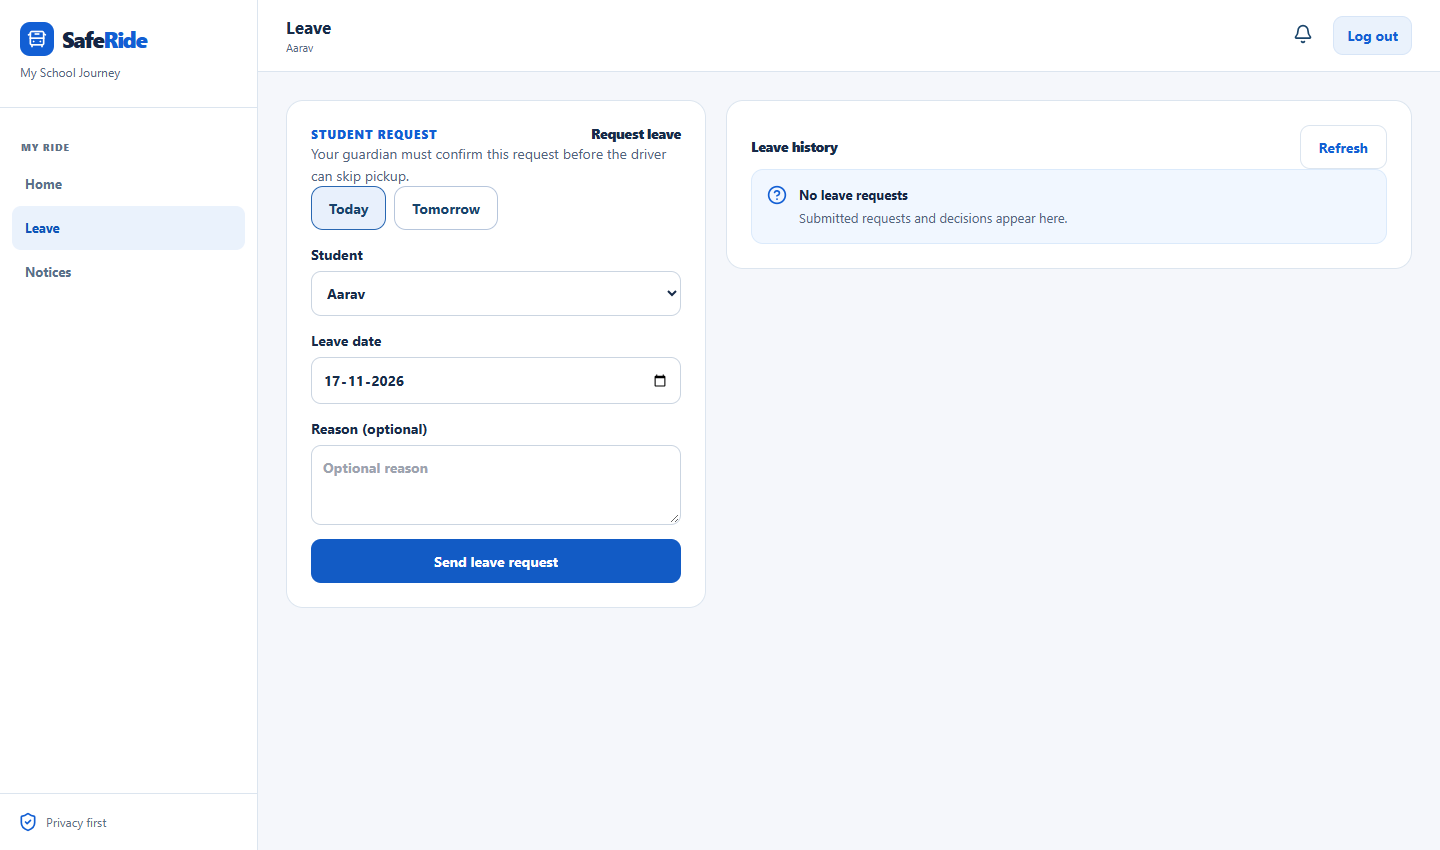 SafeRide
My School Journey
MY RIDE
Home
Leave
Notices
Privacy first
Leave
Aarav
Log out
STUDENT REQUEST
Request leave
Your guardian must confirm this request before the driver
can skip pickup.
Today
Tomorrow
Student
Aarav
Leave date
17-11-2026
Reason (optional)
Optional reason
Send leave request
Leave history
Refresh
No leave requests
Submitted requests and decisions appear here.